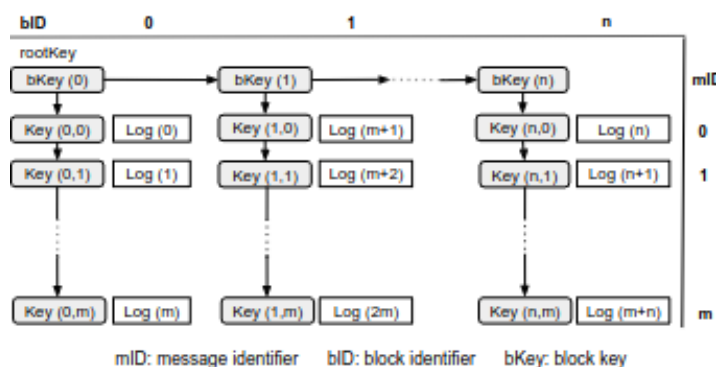 bID 0 1 n
rootKey
bKey (0) bKey (1) bKey (n) mID
Key (0,0) Log (0) Key (1,0) Log (m+1) Key (n,0) Log (n) 0
Key (0,1) Log (1) Key (1,1) Log (m+2) Key (n,1) Log (n+1) 1
Key (0,m) Log (m) Key (1,m) Log (2m) Key (n,m) Log (m+n) m
mID: message identifier bID: block identifier bKey: block key